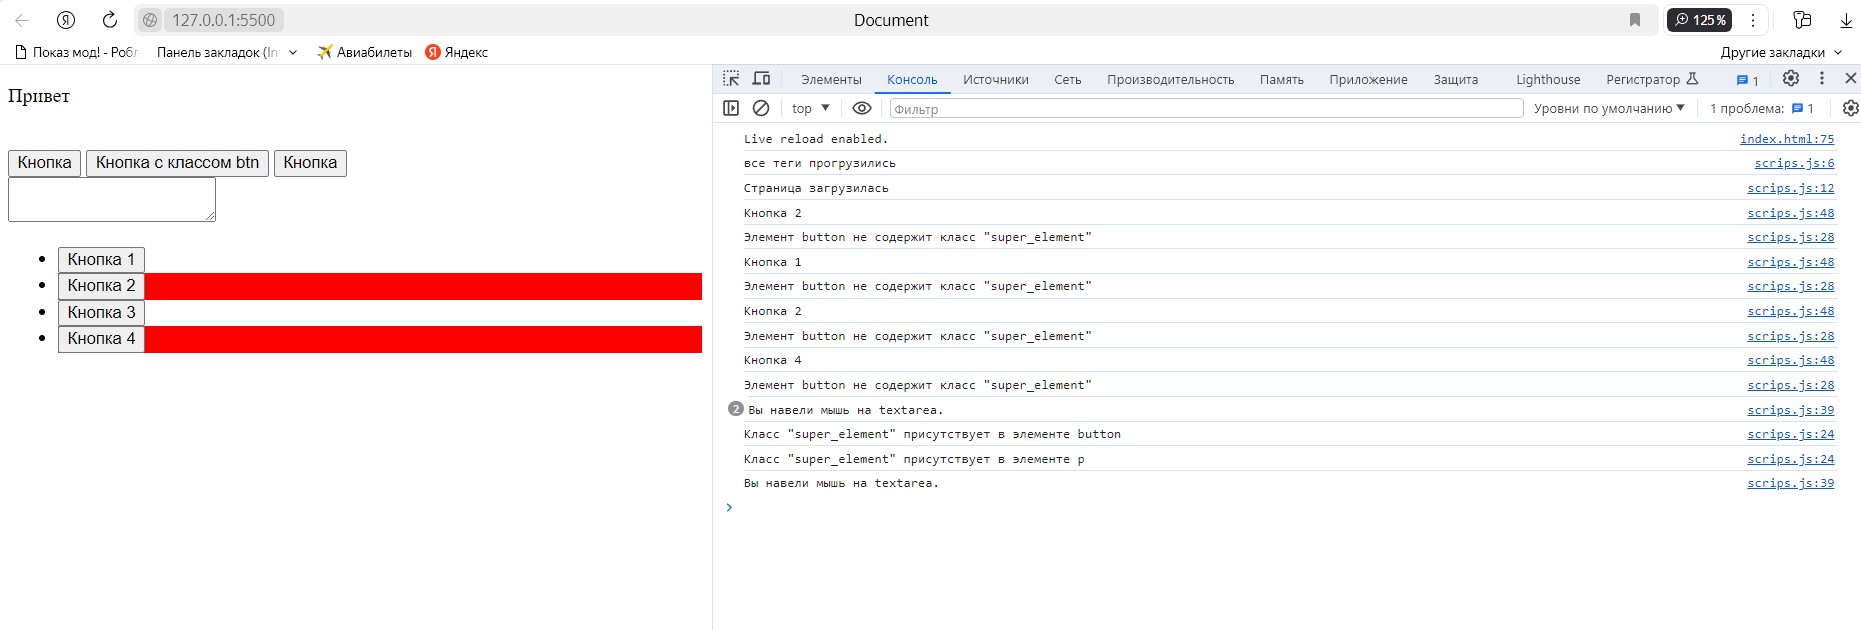 127.0.0.1:5500
Document
125%
Показ мод! - Робл
Панель закладок (In
Авиабилеты
Я Яндекс
Другие закладки
Привет
Кнопка Кнопка с классом btn Кнопка
Кнопка 1
Кнопка 2
Кнопка 3
Кнопка 4
Элементы Консоль Источники Сеть Производительность Память Приложение Защита Lighthouse Регистратор 1
top Фильтр Уровни по умолчанию 1 проблема: 1
Live reload enabled. index.html:75
все теги прогрузились scrips.js:6
Страница загрузилась scrips.js:12
Кнопка 2 scrips.js:48
Элемент button не содержит класс "super_element" scrips.js:28
Кнопка 1 scrips.js:48
Элемент button не содержит класс "super_element" scrips.js:28
Кнопка 2 scrips.js:48
Элемент button не содержит класс "super_element" scrips.js:28
Кнопка 4 scrips.js:48
Элемент button не содержит класс "super_element" scrips.js:28
2 Вы навели мышь на textarea. scrips.js:39
Класс "super_element" присутствует в элементе button scrips.js:24
Класс "super_element" присутствует в элементе p scrips.js:24
Вы навели мышь на textarea. scrips.js:39